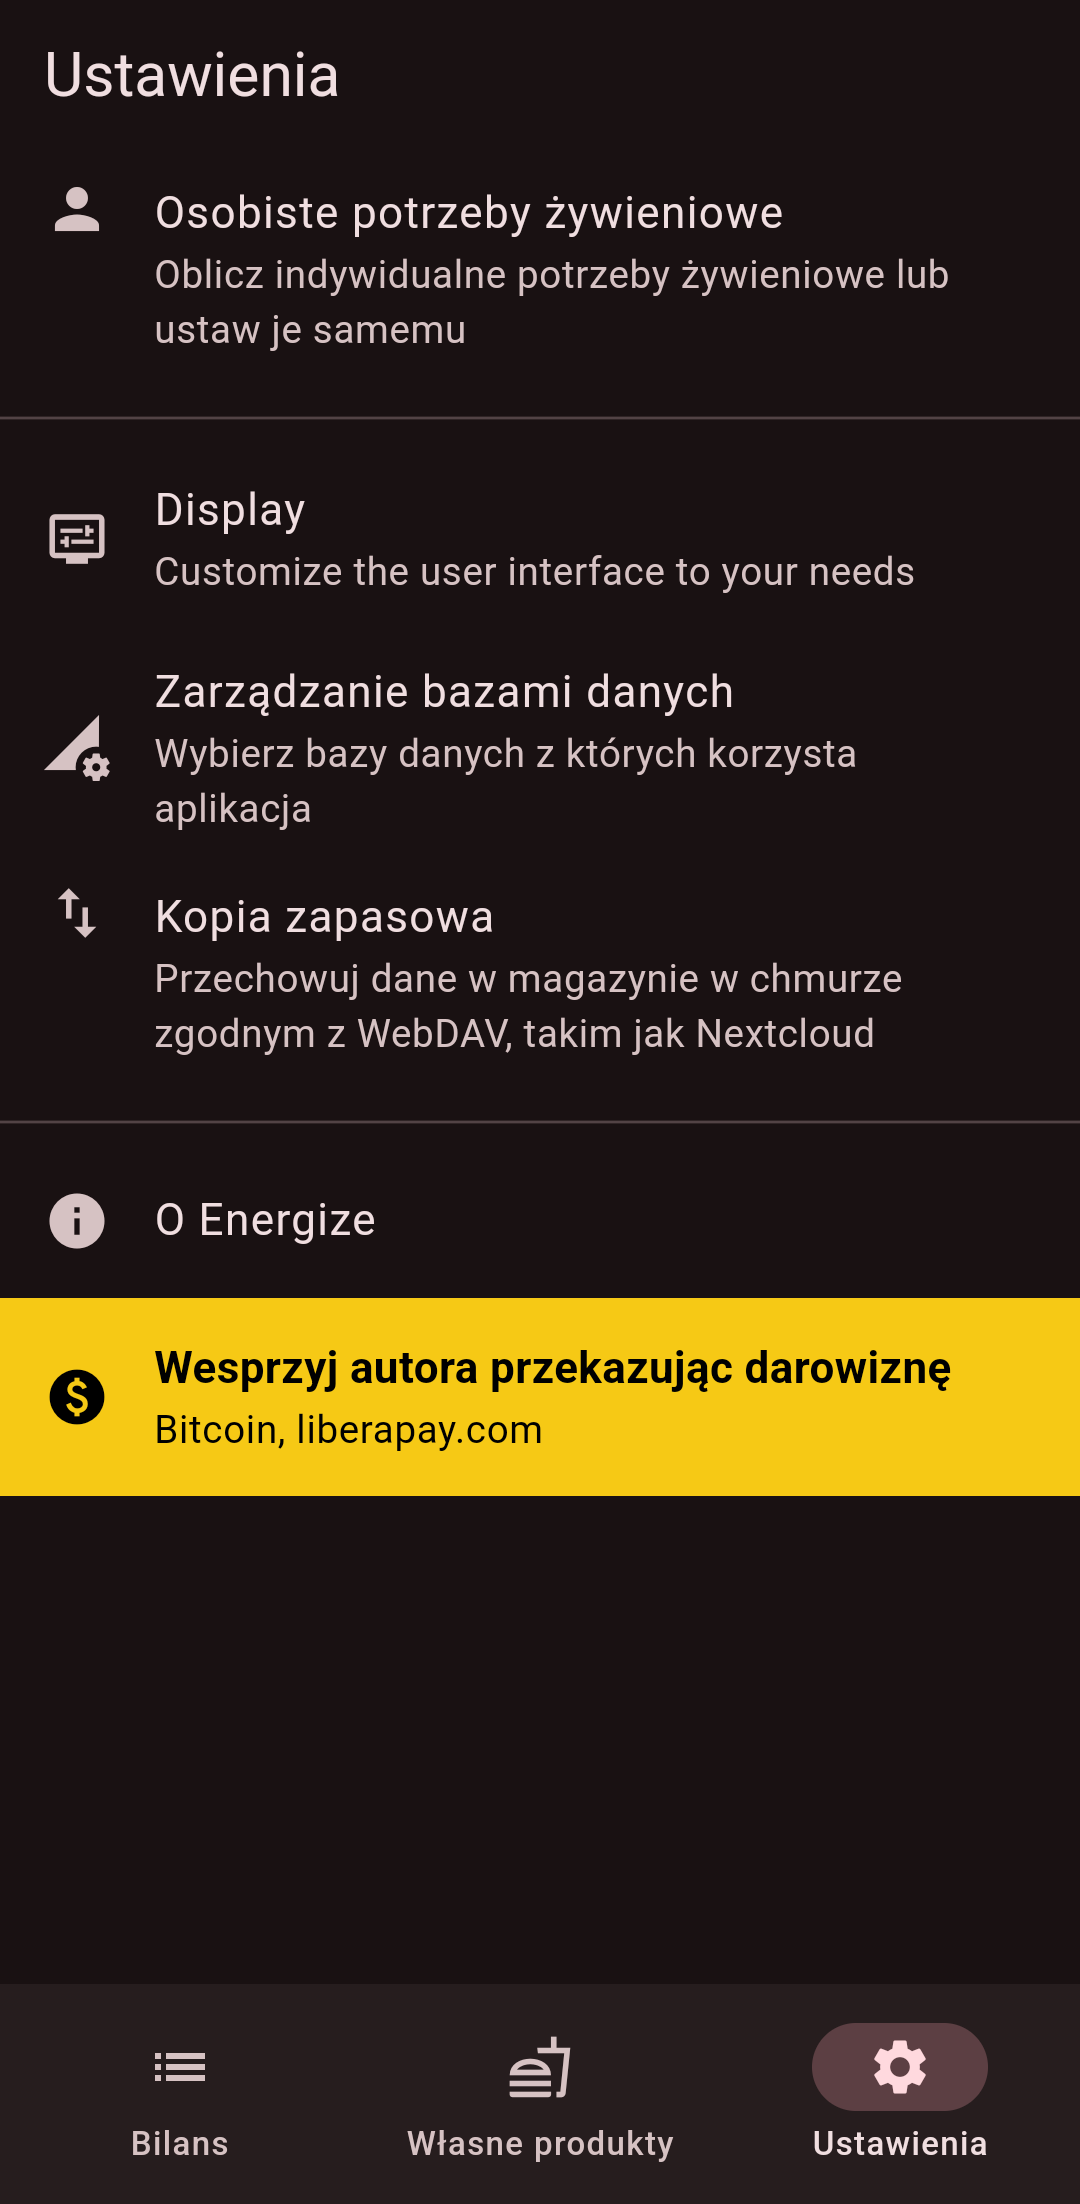 Ustawienia
Osobiste potrzeby żywieniowe
Oblicz indywidualne potrzeby żywieniowe lub
ustaw je samemu
Display
Customize the user interface to your needs
Zarządzanie bazami danych
Wybierz bazy danych z których korzysta
aplikacja
Kopia zapasowa
Przechowuj dane w magazynie w chmurze
zgodnym z WebDAV, takim jak Nextcloud
O Energize
Wesprzyj autora przekazując darowiznę
Bitcoin, liberapay.com
Bilans
Własne produkty
Ustawienia